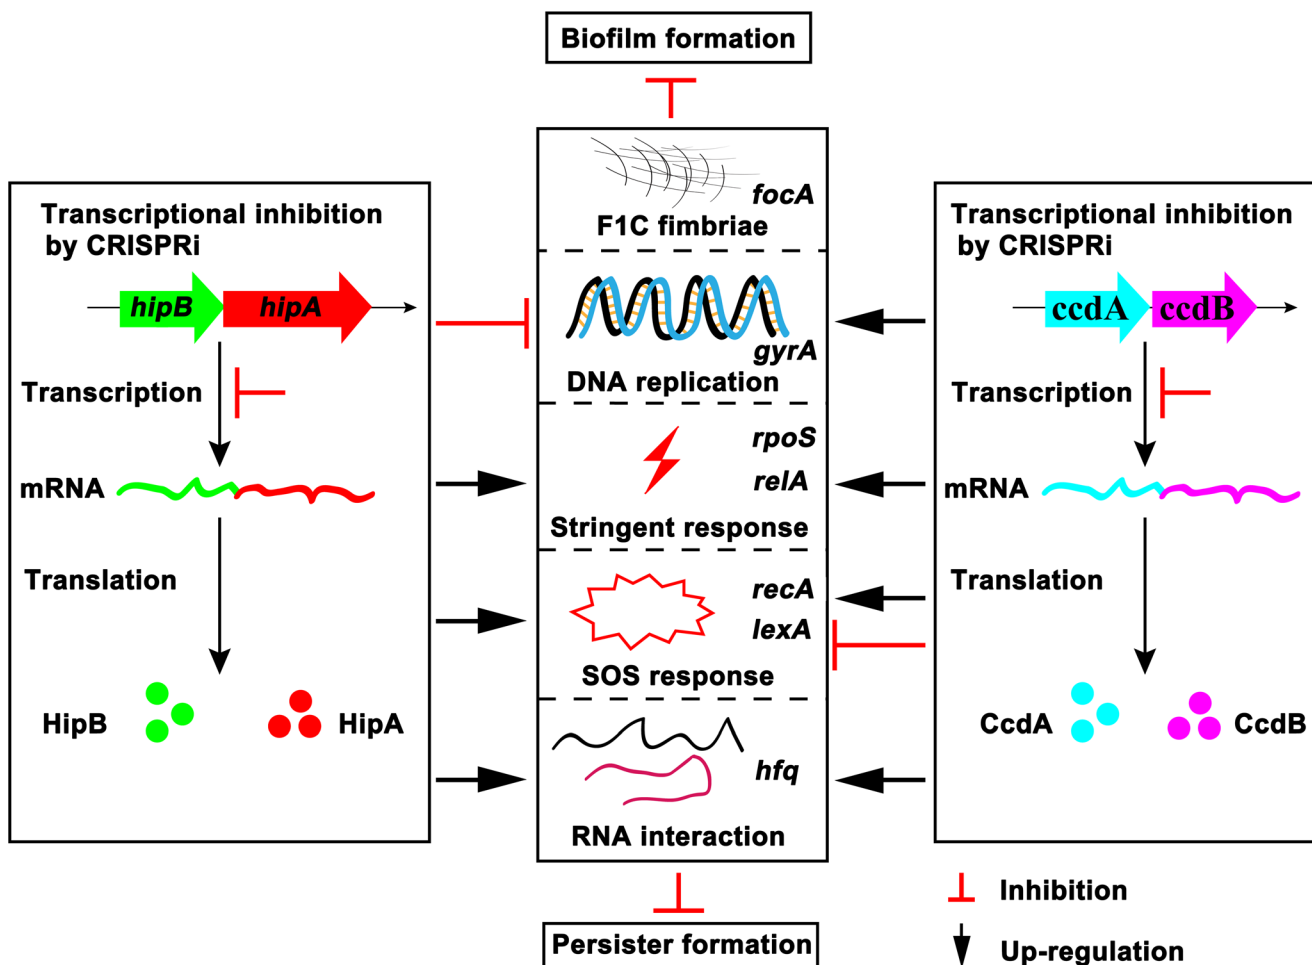 Biofilm formation
focA
F1C fimbriae
gyrA
DNA replication
rpoS
relA
Stringent response
recA
lexA
SOS response
hfq
RNA interaction
Persister formation
Transcriptional inhibition
by CRISPRi
hipB hipA
Transcription
mRNA
Translation
HipB HipA
Transcriptional inhibition
by CRISPRi
ccdA ccdB
Transcription
mRNA
Translation
CcdA CcdB
Inhibition
Up-regulation